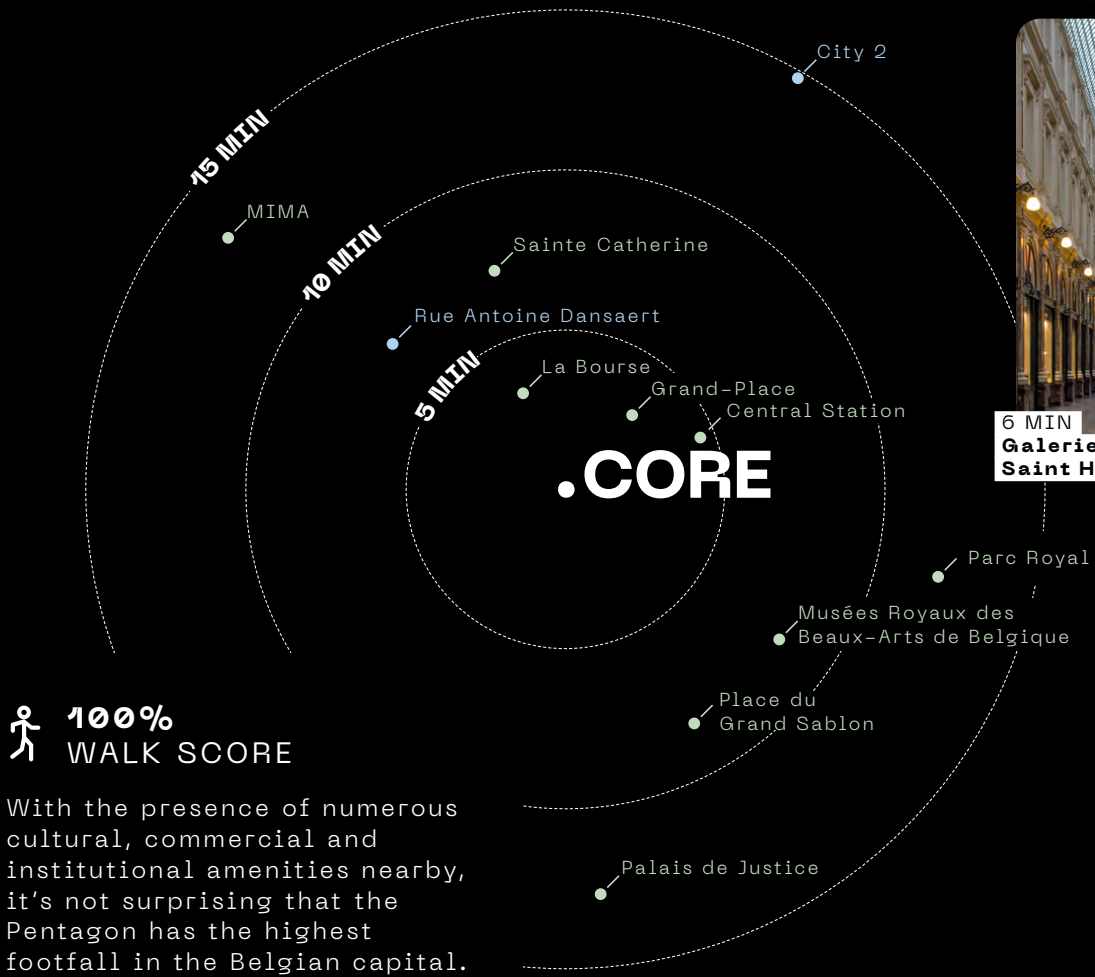 City 2
15 MIN
MIMA
10 MIN
Sainte Catherine
Rue Antoine Dansaert
5 MIN
La Bourse
Grand-Place
Central Station
.CORE
6 MIN
Galerie
Saint H
Parc Royal
Musées Royaux des
Beaux-Arts de Belgique
Place du
Grand Sablon
100%
WALK SCORE
With the presence of numerous
cultural, commercial and
institutional amenities nearby,
it's not surprising that the
Pentagon has the highest
footfall in the Belgian capital.
Palais de Justice